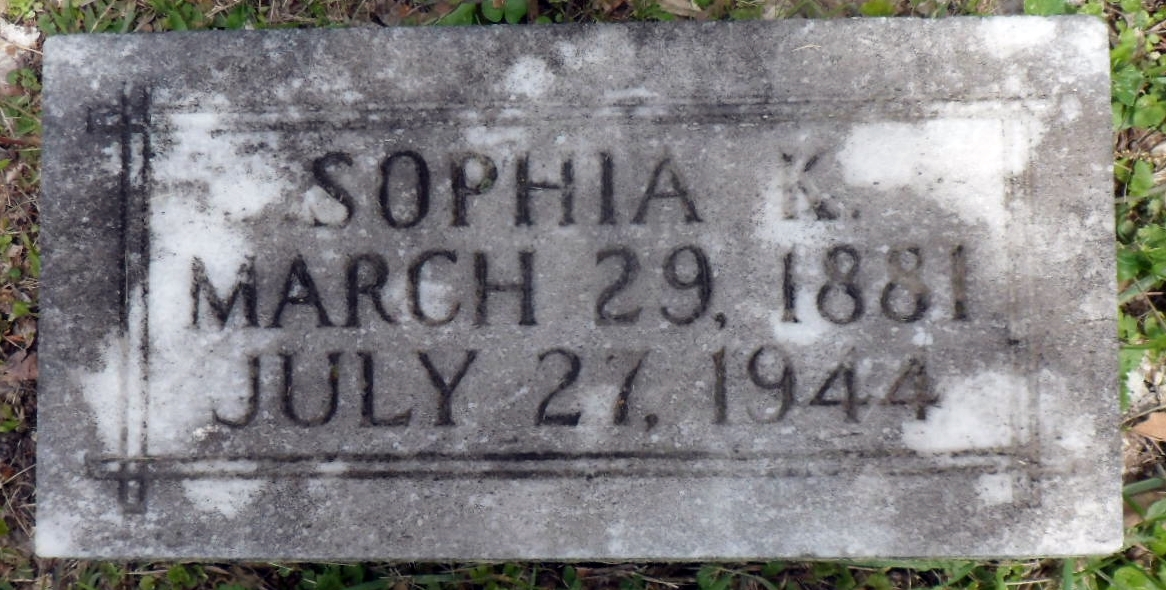 SOPHIA K.
MARCH 29, 1881
JULY 27, 1944